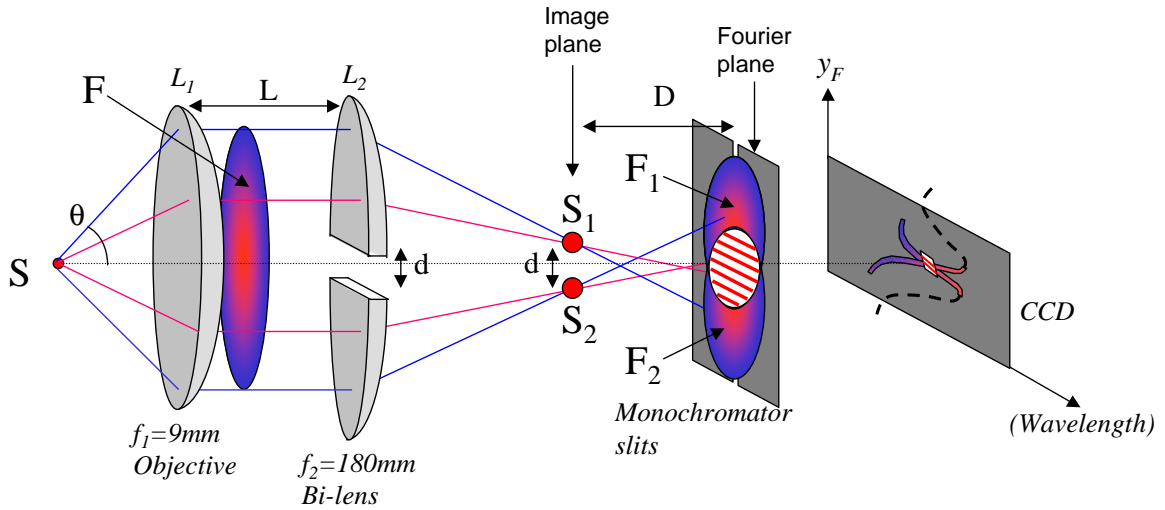 Image
plane
Fourier
plane
y_F
L_1
L
L_2
F
D
θ
S
d
d
S_1
S_2
F_1
F_2
CCD
(Wavelength)
f_1=9mm
Objective
f_2=180mm
Bi-lens
Monochromator
slits